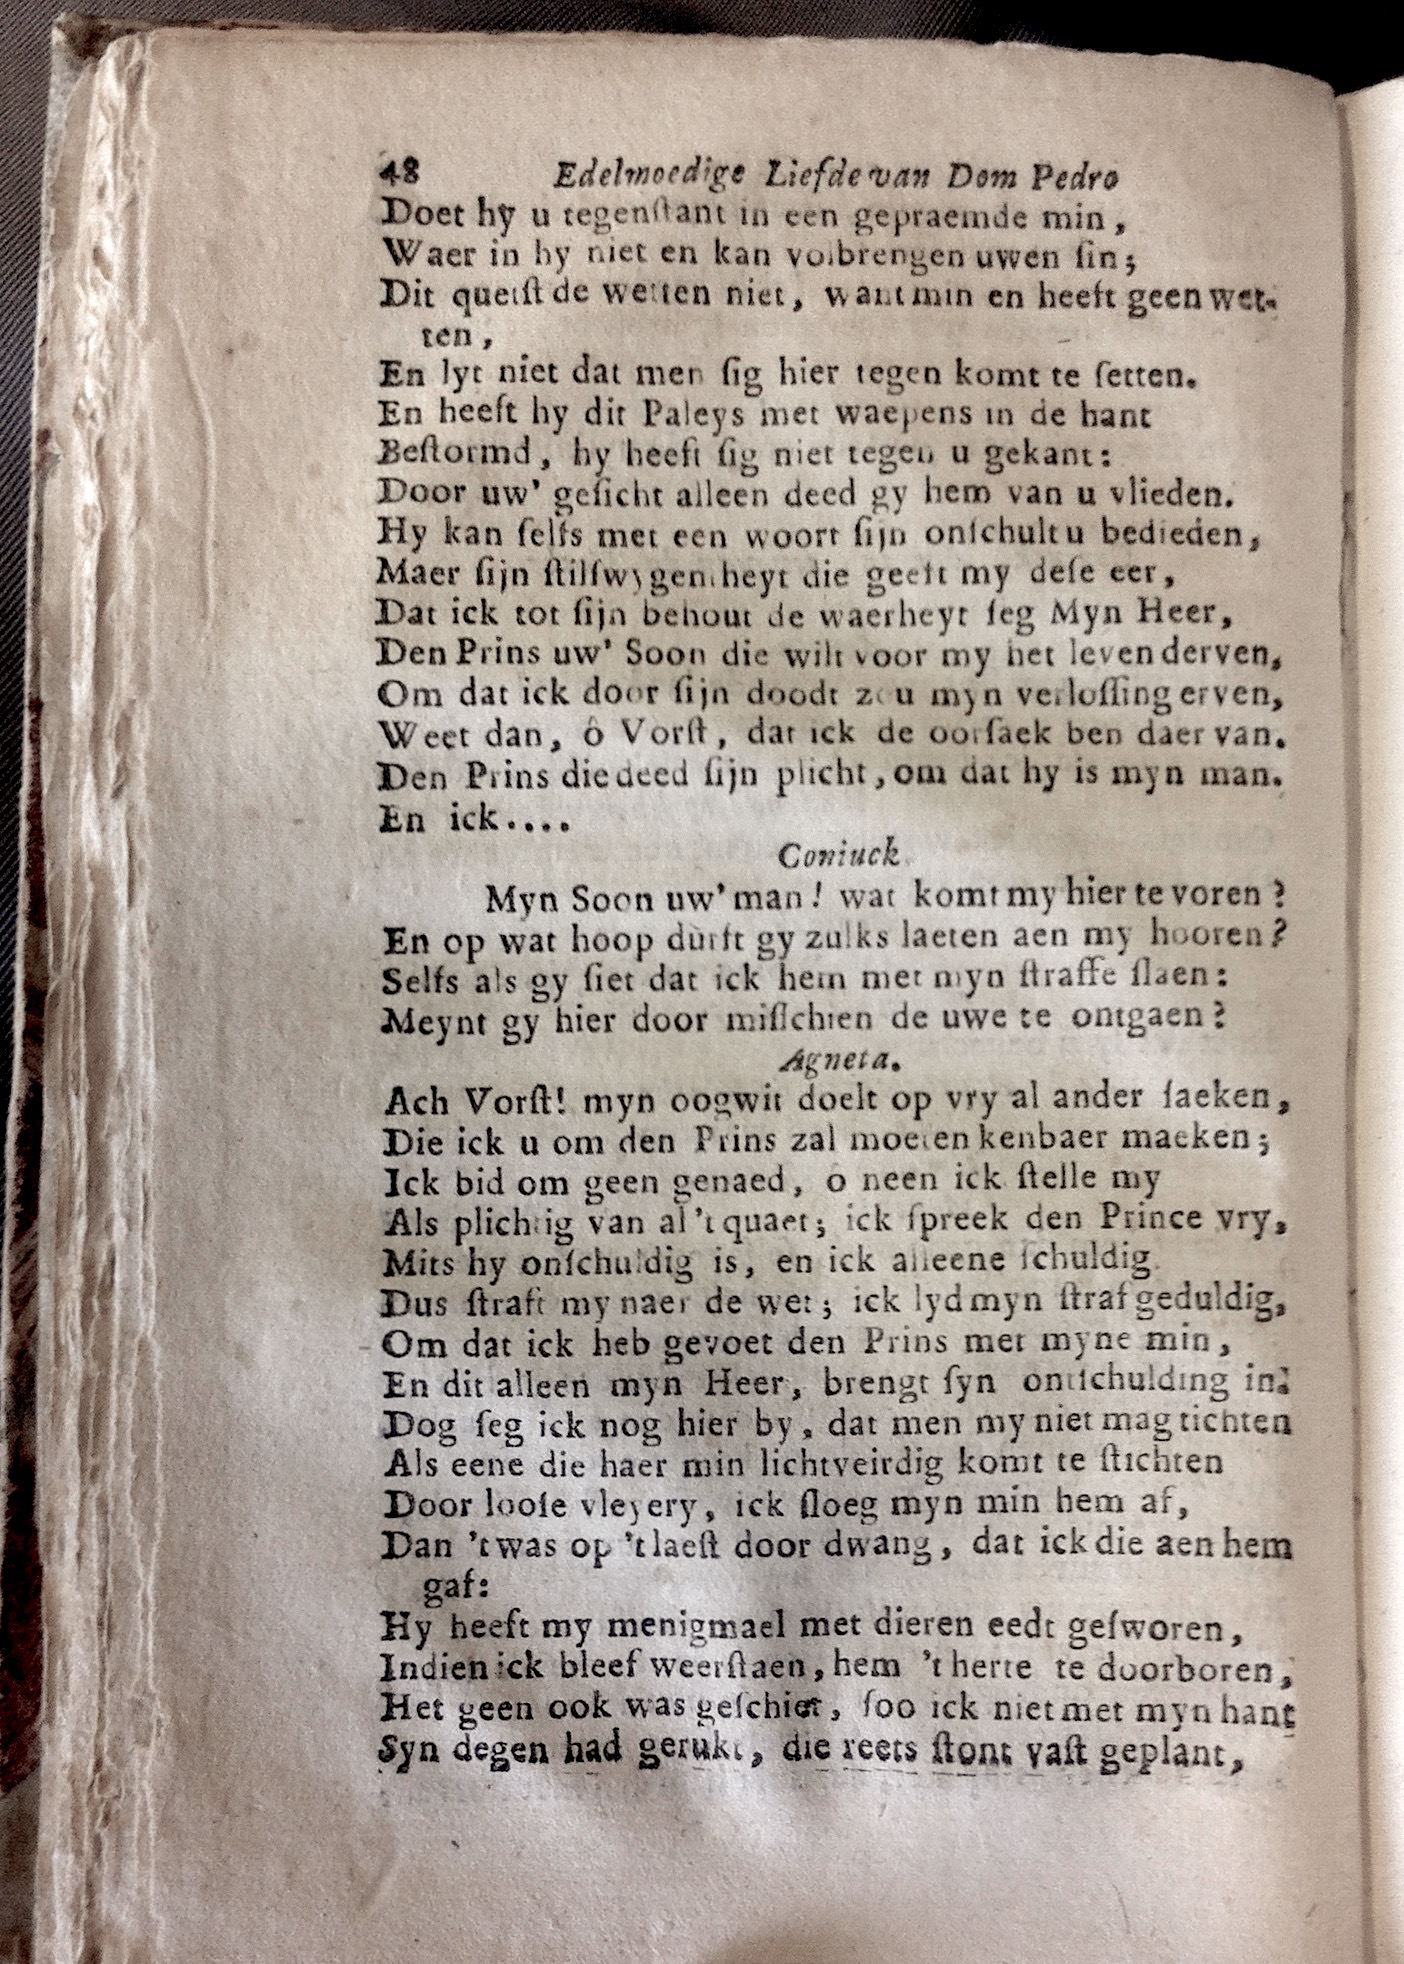 48 Edelmoedige Liefde van Dom Pedro
Doet hy u tegenſtant in een gepraemde min,
Waer in hy niet en kan volbrengen uwen ſin;
Dit queiſt de wetten niet, want min en heeft geen wet-
ten,
En lyt niet dat men ſig hier tegen komt te ſetten.
En heeft hy dit Paleys met waepens in de hant
Beſtormd, hy heeft ſig niet tegen u gekant:
Door uw' geſicht alleen deed gy hem van u vlieden.
Hy kan ſelfs met een woort ſijn onſchult u bedieden,
Maer ſijn ſtilſwygentheyt die geeft my deſe eer,
Dat ick tot ſijn behout de waerheyt ſeg Myn Heer,
Den Prins uw' Soon die wilt voor my het leven derven,
Om dat ick door ſijn doodt zou myn verloſſing erven,
Weet dan, ô Vorſt, dat ick de oorſaek ben daer van.
Den Prins die deed ſijn plicht, om dat hy is myn man.
En ick....
Coniuck
Myn Soon uw' man! wat komt my hier te voren?
En op wat hoop durft gy zulks laeten aen my hooren?
Selfs als gy ſiet dat ick hem met myn ſtraffe ſlaen:
Meynt gy hier door miſſchien de uwe te ontgaen?
Agneta.
Ach Vorſt! myn oogwit doelt op vry al ander ſaeken,
Die ick u om den Prins zal moeten kenbaer maeken;
Ick bid om geen genaed, o neen ick ſtelle my
Als plichtig van al 't quaet; ick ſpreek den Prince vry,
Mits hy onſchuldig is, en ick alleene ſchuldig
Dus ſtraft my naer de wet; ick lyd myn ſtraf geduldig,
Om dat ick heb gevoet den Prins met myne min,
En dit alleen myn Heer, brengt ſyn ontſchulding in:
Dog ſeg ick nog hier by, dat men my niet mag tichten
Als eene die haer min lichtveirdig komt te ſtichten
Door looſe vleyery, ick ſloeg myn min hem af,
Dan 't was op 't laeſt door dwang, dat ick die aen hem
gaf:
Hy heeft my menigmael met dieren eedt geſworen,
Indien ick bleef weerſtaen, hem 't herte te doorboren,
Het geen ook was geſchiet, ſoo ick niet met myn hant
Syn degen had gerukt, die reets ſtont vaſt geplant,